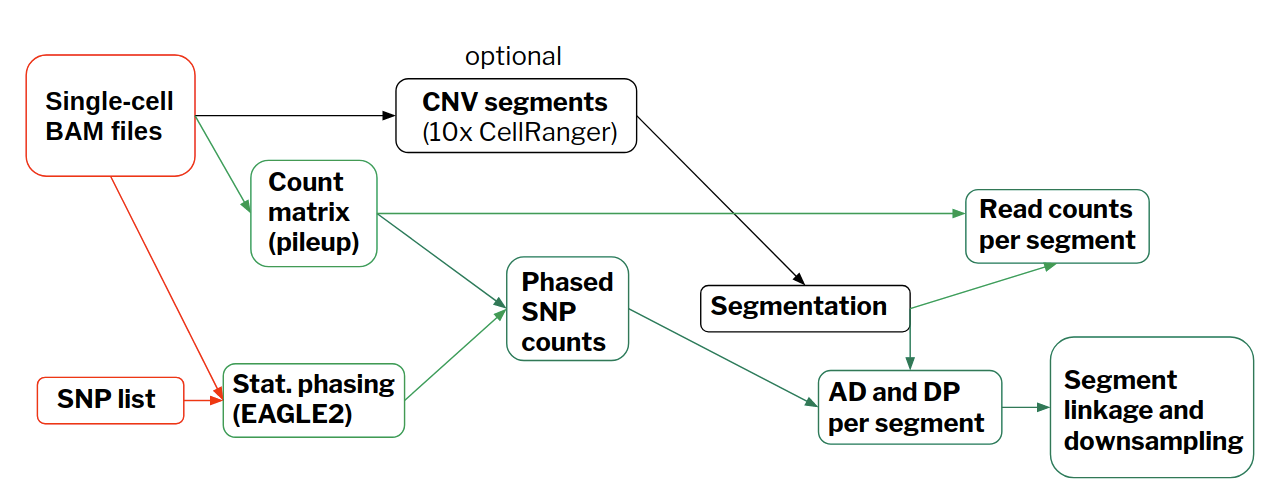 optional
Single-cell
BAM files
CNV segments
(10x CellRanger)
Count
matrix
(pileup)
Read counts
per segment
Phased
SNP
counts
Segmentation
SNP list
Stat. phasing
(EAGLE2)
AD and DP
per segment
Segment
linkage and
downsampling